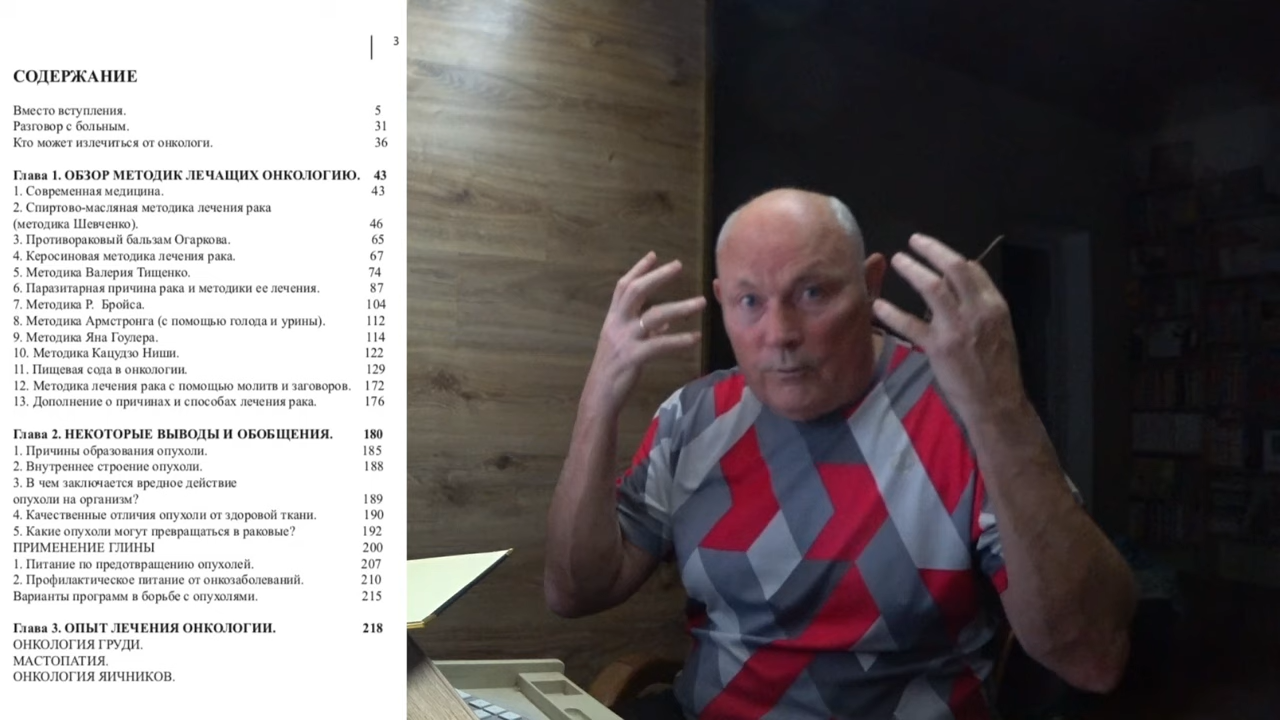 3
СОДЕРЖАНИЕ
Вместо вступления. 5
Разговор с больным. 31
Кто может излечиться от онкологи. 36
Глава 1. ОБЗОР МЕТОДИК ЛЕЧАЩИХ ОНКОЛОГИЮ. 43
1. Современная медицина. 43
2. Спиртово-масляная методика лечения рака
(методика Шевченко). 46
3. Противораковый бальзам Огаркова. 65
4. Керосиновая методика лечения рака. 67
5. Методика Валерия Тищенко. 74
6. Паразитарная причина рака и методики ее лечения. 87
7. Методика Р. Бройса. 104
8. Методика Армстронга (с помощью голода и урины). 112
9. Методика Яна Гоулера. 114
10. Методика Кацудзо Ниши. 122
11. Пищевая сода в онкологии. 129
12. Методика лечения рака с помощью молитв и заговоров. 172
13. Дополнение о причинах и способах лечения рака. 176
Глава 2. НЕКОТОРЫЕ ВЫВОДЫ И ОБОБЩЕНИЯ. 180
1. Причины образования опухоли. 185
2. Внутреннее строение опухоли. 188
3. В чем заключается вредное действие
опухоли на организм? 189
4. Качественные отличия опухоли от здоровой ткани. 190
5. Какие опухоли могут превращаться в раковые? 192
ПРИМЕНЕНИЕ ГЛИНЫ 200
1. Питание по предотвращению опухолей. 207
2. Профилактическое питание от онкозаболеваний. 210
Варианты программ в борьбе с опухолями. 215
Глава 3. ОПЫТ ЛЕЧЕНИЯ ОНКОЛОГИИ. 218
ОНКОЛОГИЯ ГРУДИ.
МАСТОПАТИЯ.
ОНКОЛОГИЯ ЯИЧНИКОВ.